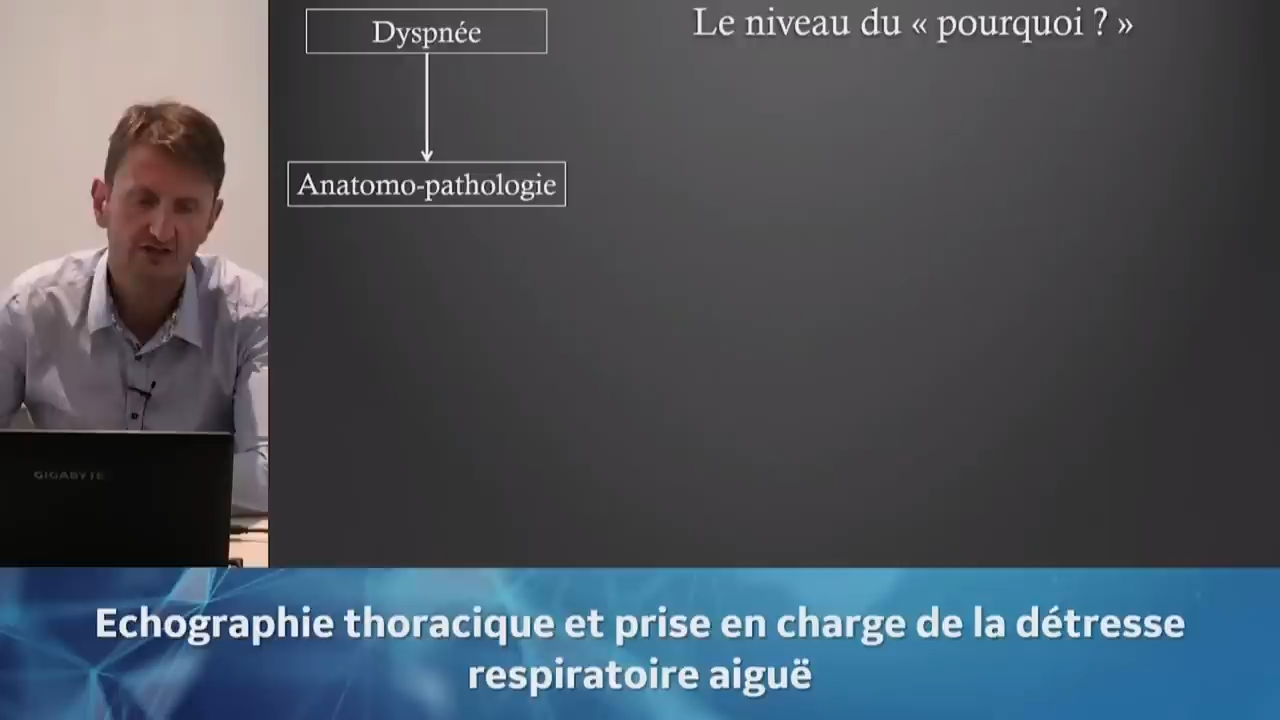 Dyspnée
Le niveau du « pourquoi ? »
Anatomo-pathologie
GIGABYTE
Echographie thoracique et prise en charge de la détresse
respiratoire aiguë